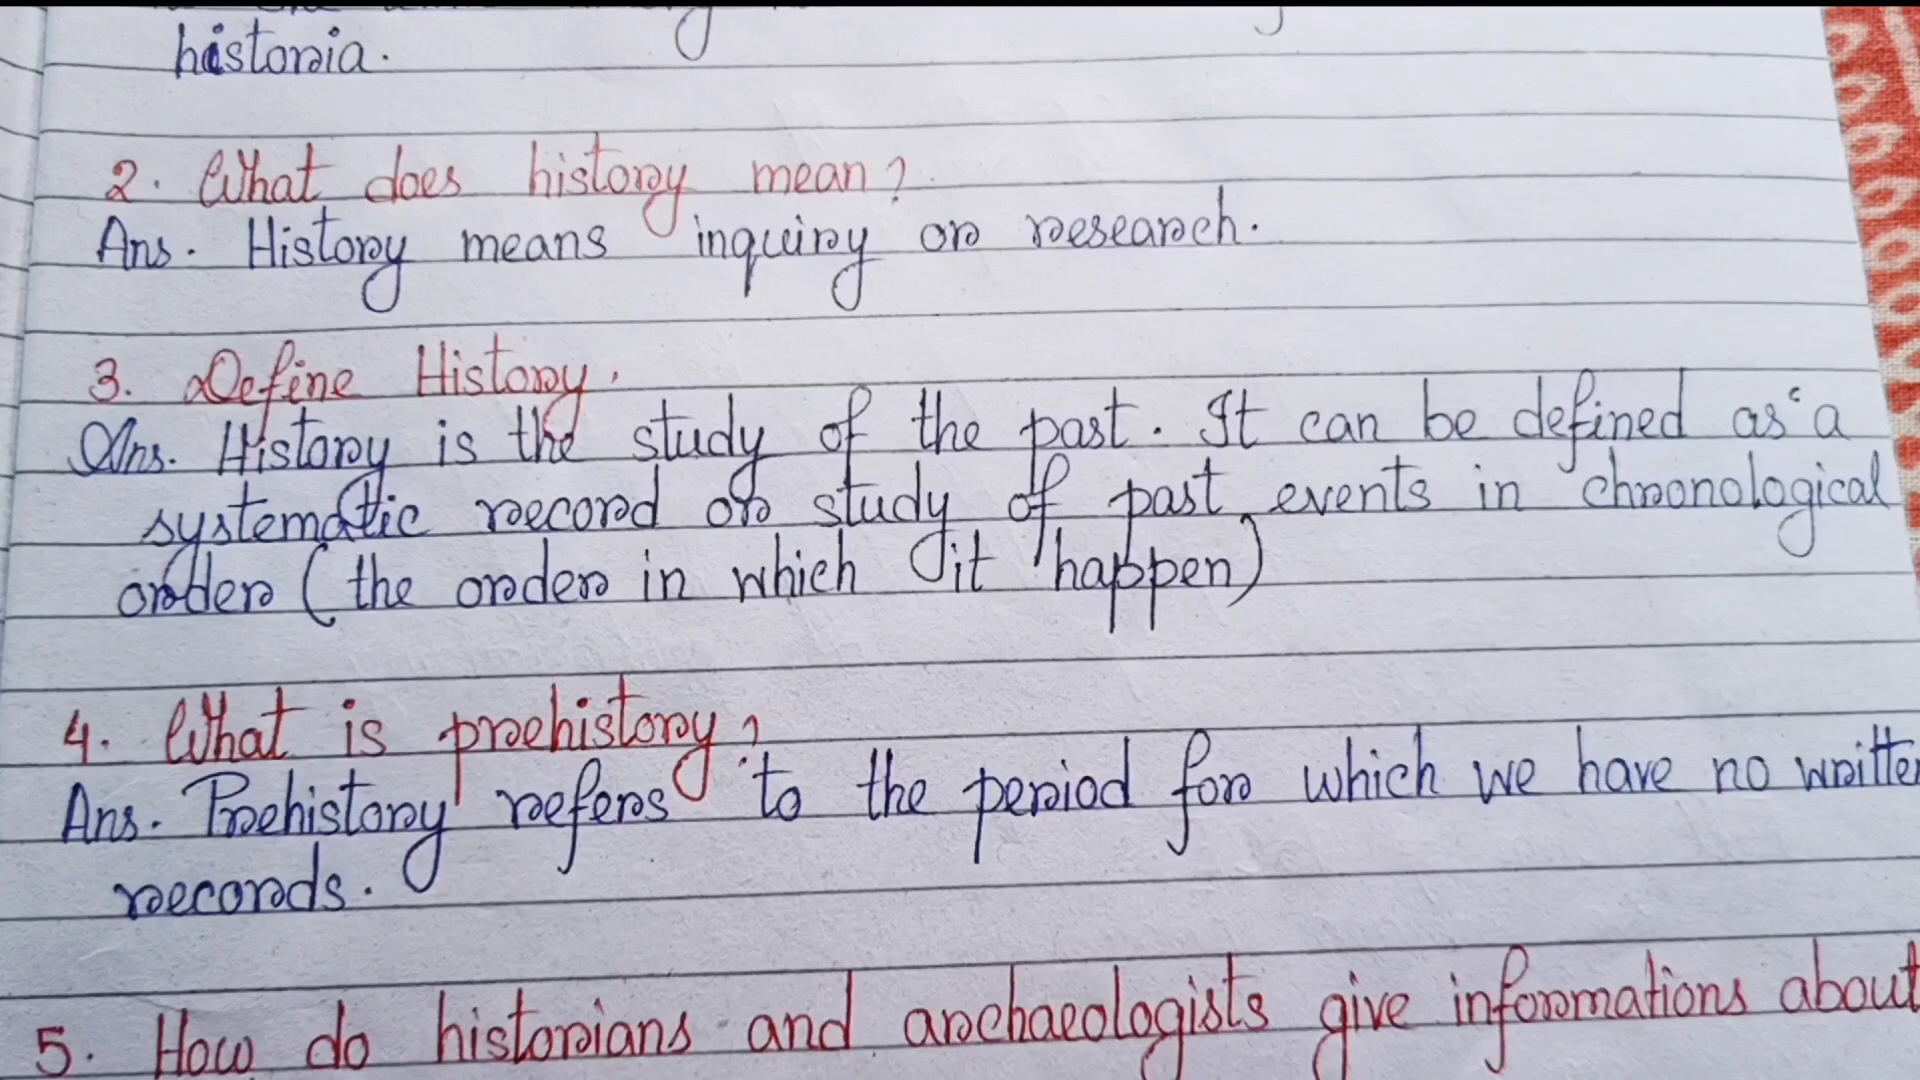 historia.
2. What does history mean?
Ans. History means inquiry or research.
3. Define History.
Ans. History is the study of the past. It can be defined as a
systematic record or study of past events in chronological
order (the order in which it happen)
4. What is prehistory?
Ans. Prehistory refers to the period for which we have no written
records.
5. How do historians and archaeologists give informations about